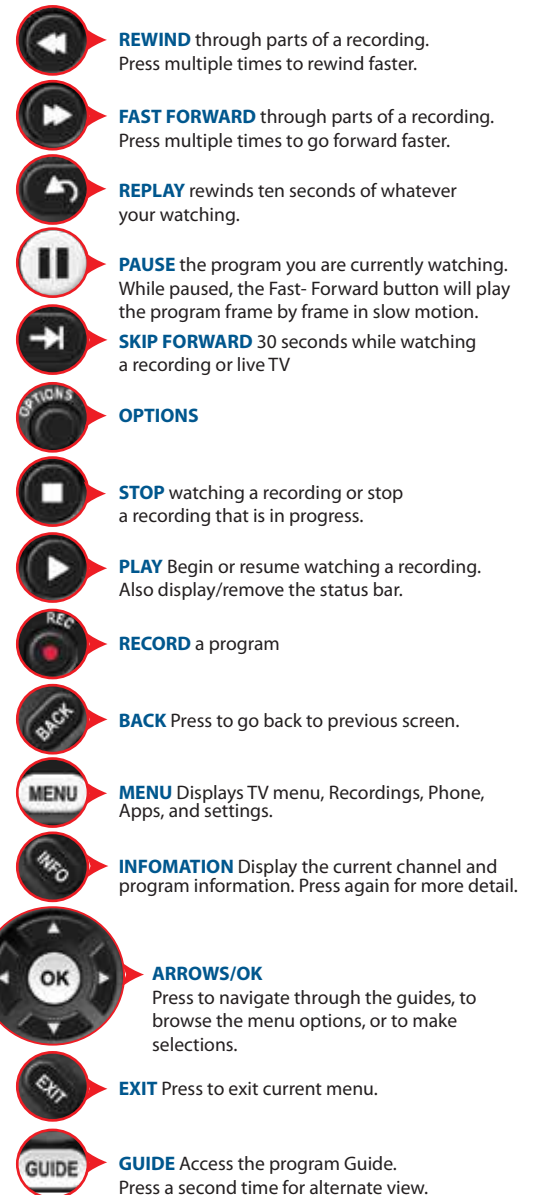 REWIND through parts of a recording.
Press multiple times to rewind faster.
FAST FORWARD through parts of a recording.
Press multiple times to go forward faster.
REPLAY rewinds ten seconds of whatever
your watching.
PAUSE the program you are currently watching.
While paused, the Fast- Forward button will play
the program frame by frame in slow motion.
SKIP FORWARD 30 seconds while watching
a recording or live TV
OPTIONS
OPTIONS
STOP watching a recording or stop
a recording that is in progress.
PLAY Begin or resume watching a recording.
Also display/remove the status bar.
REC
RECORD a program
BACK
BACK Press to go back to previous screen.
MENU
MENU Displays TV menu, Recordings, Phone,
Apps, and settings.
INFO
INFOMATION Display the current channel and
program information. Press again for more detail.
OK
ARROWS/OK
Press to navigate through the guides, to
browse the menu options, or to make
selections.
EXIT
EXIT Press to exit current menu.
GUIDE
GUIDE Access the program Guide.
Press a second time for alternate view.